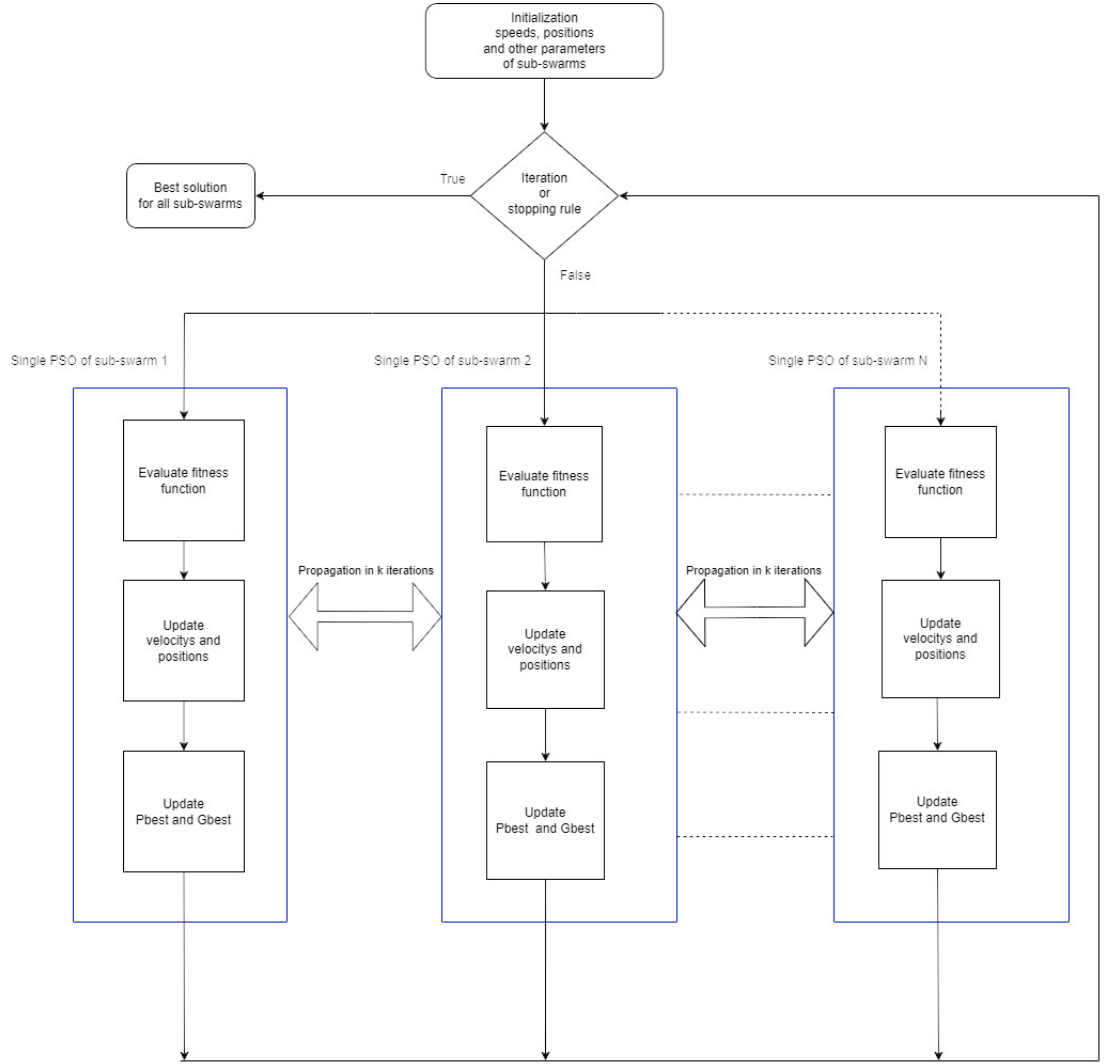 Initialization
speeds, positions
and other parameters
of sub-swarms
Iteration
or
stopping rule
True
Best solution
for all sub-swarms
False
Single PSO of sub-swarm 1
Single PSO of sub-swarm 2
Single PSO of sub-swarm N
Evaluate fitness
function
Evaluate fitness
function
Evaluate fitness
function
Propagation in k iterations
Propagation in k iterations
Update
velocitys and
positions
Update
velocitys and
positions
Update
velocitys and
positions
Update
Pbest and Gbest
Update
Pbest and Gbest
Update
Pbest and Gbest